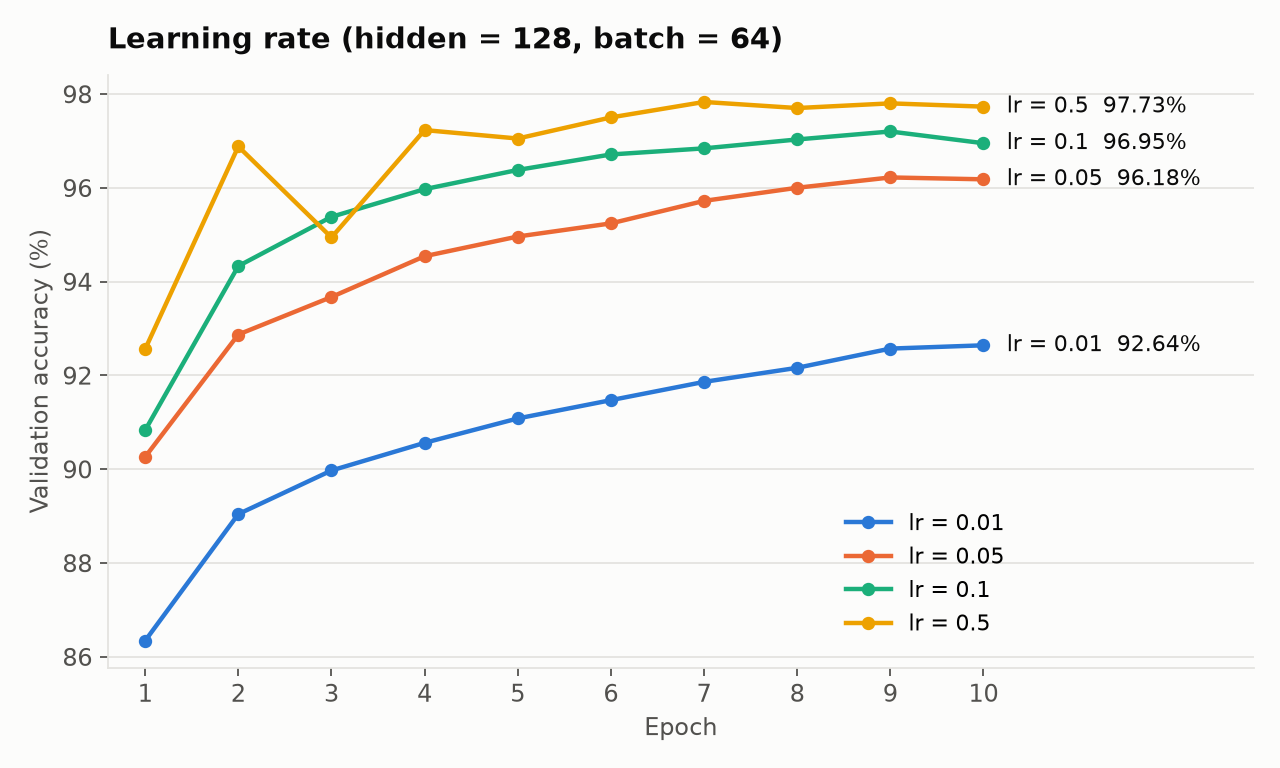 Learning rate (hidden = 128, batch = 64)
Validation accuracy (%)
98
96
94
92
90
88
86
lr = 0.5  97.73%
lr = 0.1  96.95%
lr = 0.05  96.18%
lr = 0.01  92.64%
lr = 0.01
lr = 0.05
lr = 0.1
lr = 0.5
1 2 3 4 5 6 7 8 9 10
Epoch